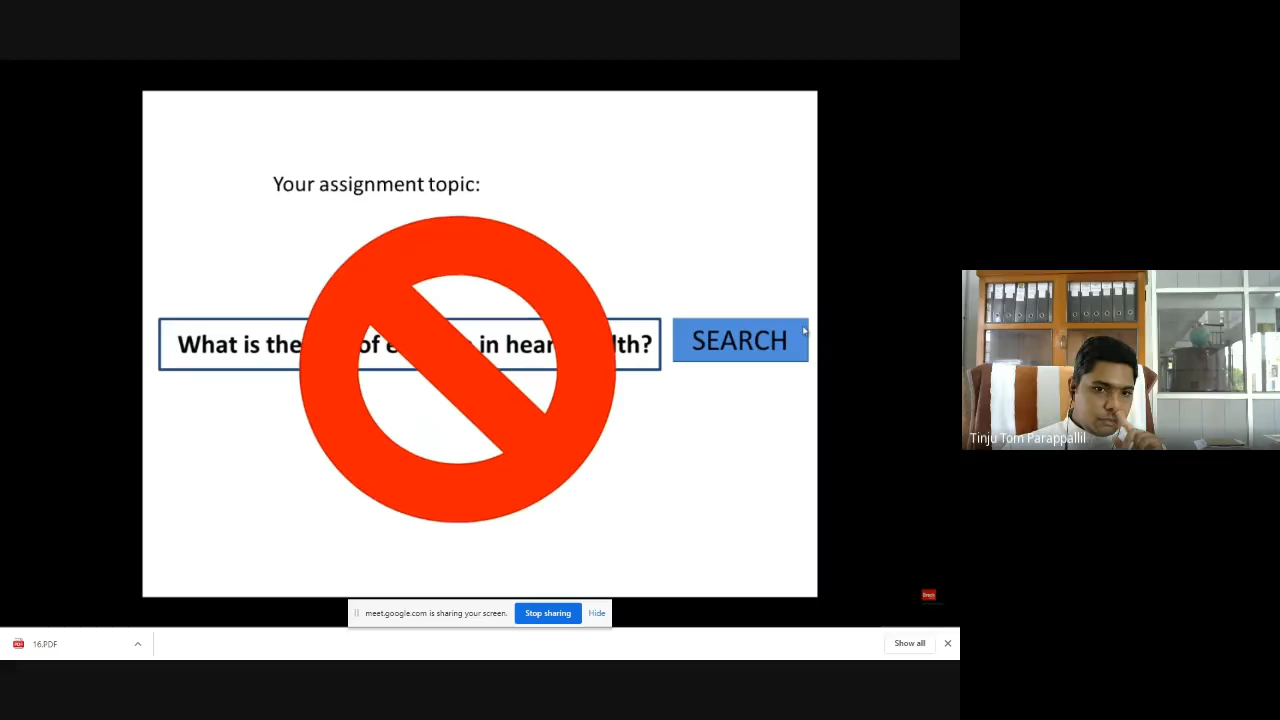 Your assignment topic:
What is the of in hear lth?
SEARCH
Tinju Tom Parappallil
meet.google.com is sharing your screen.
Stop sharing
Hide
16.PDF
Show all